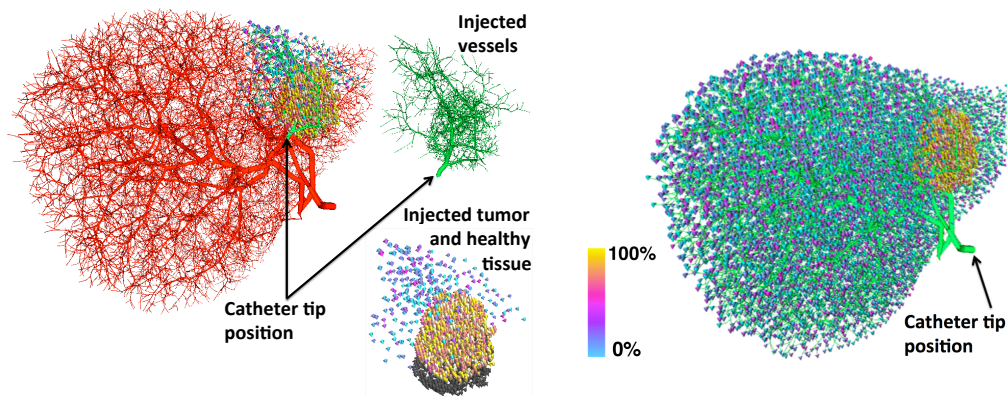 Injected
vessels
Injected tumor
and healthy
tissue
Catheter tip
position
100%
0%
Catheter tip
position